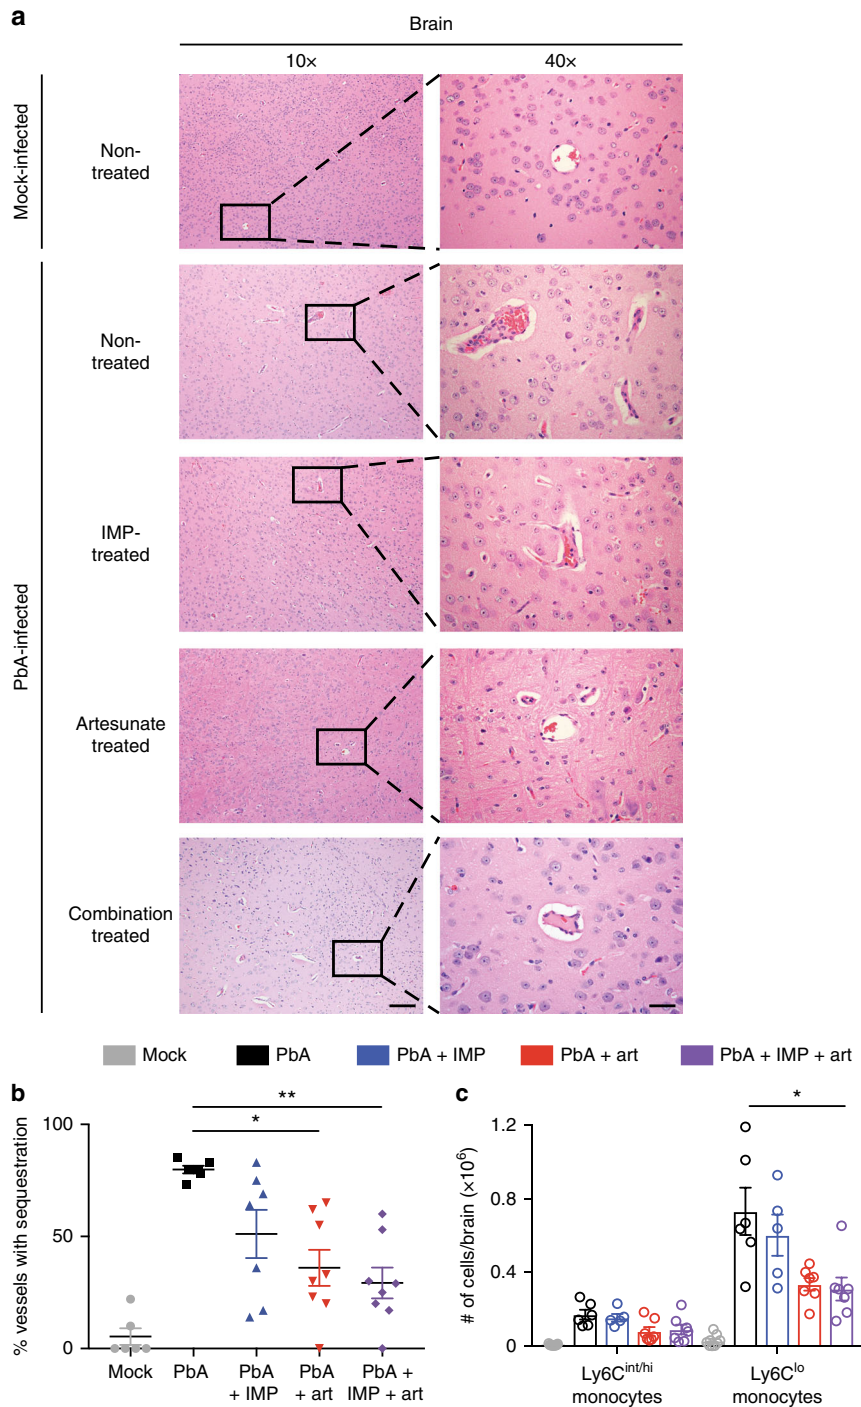 a
Brain
10×
40×
Mock-infected
Non-
treated
PbA-infected
Non-
treated
IMP-
treated
Artesunate
treated
Combination
treated
Mock
PbA
PbA + IMP
PbA + art
PbA + IMP + art
b
% vessels with sequestration
100
50
0
**
*
Mock
PbA
PbA
+ IMP
PbA
+ art
PbA +
IMP + art
c
# of cells/brain (×10⁶)
1.2
0.8
0.4
0
*
Ly6Cint/hi
monocytes
Ly6Clo
monocytes